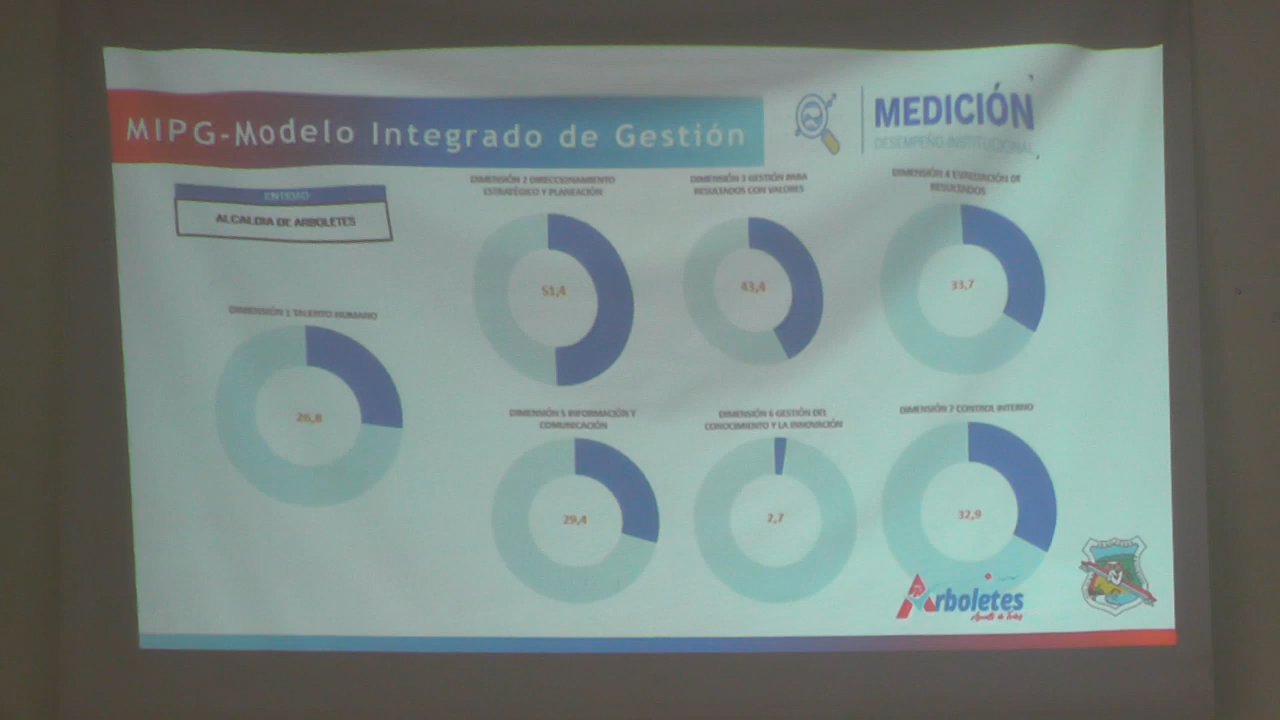 MIPG-Modelo Integrado de Gestión
MEDICIÓN
DESEMPEÑO INSTITUCIONAL
ENTIDAD
ALCALDIA DE ARBOLETES
DIMENSIÓN 1 TALENTO HUMANO
26,8
DIMENSIÓN 2 DIRECCIONAMIENTO
ESTRATÉGICO Y PLANEACIÓN
51,4
DIMENSIÓN 3 GESTIÓN PARA
RESULTADOS CON VALORES
43,4
DIMENSIÓN 4 EVALUACIÓN DE
RESULTADOS
33,7
DIMENSIÓN 5 INFORMACIÓN Y
COMUNICACIÓN
29,4
DIMENSIÓN 6 GESTIÓN DEL
CONOCIMIENTO Y LA INNOVACIÓN
2,7
DIMENSIÓN 7 CONTROL INTERNO
32,9
Arboletes